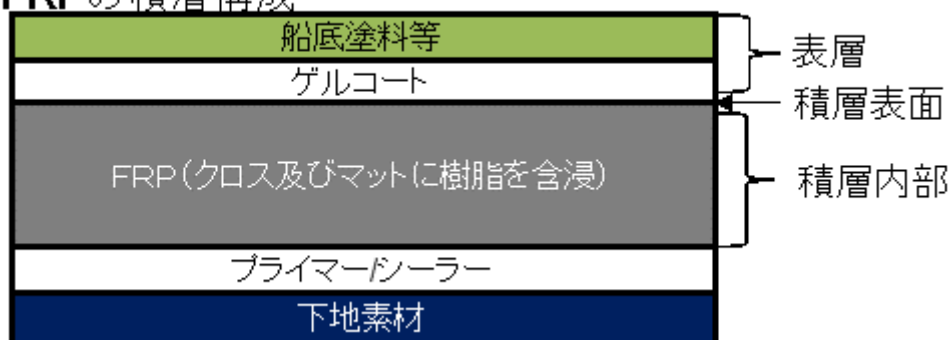 FRPの積層構成
船底塗料等
ゲルコート
FRP(クロス及びマットに樹脂を含浸)
プライマー/シーラー
下地素材
表層
積層表面
積層内部